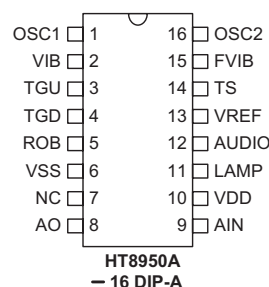 OSC1 1 16 OSC2
VIB 2 15 FVIB
TGU 3 14 TS
TGD 4 13 VREF
ROB 5 12 AUDIO
VSS 6 11 LAMP
NC 7 10 VDD
AO 8 9 AIN
HT8950A
– 16 DIP-A